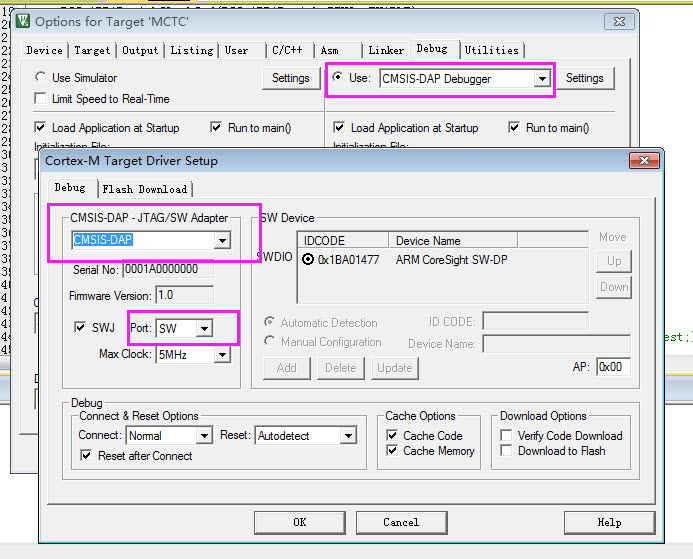 Options for Target 'MCTC'
Device Target Output Listing User C/C++ Asm Linker Debug Utilities
Use Simulator Settings
Limit Speed to Real-Time
Use: CMSIS-DAP Debugger Settings
Load Application at Startup Run to main()
Load Application at Startup Run to main()
Initialization File:
Initialization File:
Cortex-M Target Driver Setup
Debug Flash Download
CMSIS-DAP - JTAG/SW Adapter
CMSIS-DAP
Serial No: 0001A0000000
Firmware Version: 1.0
SWJ Port: SW
Max Clock: 5MHz
SW Device
IDCODE Device Name
SWDIO 0x1BA01477 ARM CoreSight SW-DP
Move
Up
Down
Automatic Detection
Manual Configuration
ID CODE:
Device Name:
Add Delete Update
AP: 0x00
Debug
Connect & Reset Options
Connect: Normal Reset: Autodetect
Reset after Connect
Cache Options
Cache Code
Cache Memory
Download Options
Verify Code Download
Download to Flash
OK Cancel Help